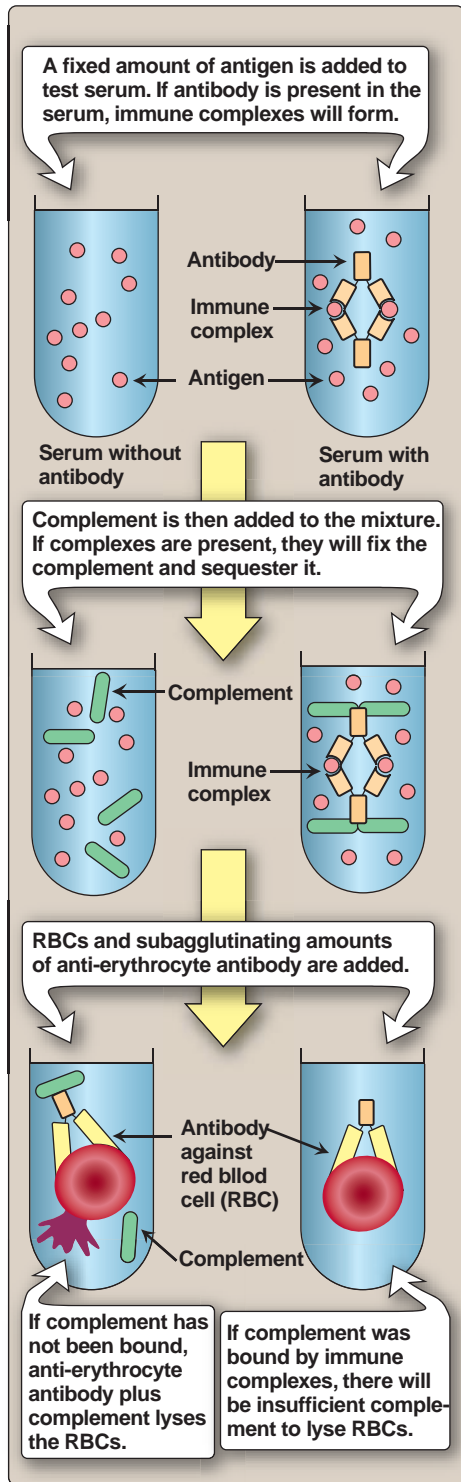 A fixed amount of antigen is added to
test serum. If antibody is present in the
serum, immune complexes will form.
Antibody
Immune
complex
Antigen
Serum without
antibody
Serum with
antibody
Complement is then added to the mixture.
If complexes are present, they will fix the
complement and sequester it.
Complement
Immune
complex
RBCs and subagglutinating amounts
of anti-erythrocyte antibody are added.
Antibody
against
red bllod
cell (RBC)
Complement
If complement has
not been bound,
anti-erythrocyte
antibody plus
complement lyses
the RBCs.
If complement was
bound by immune
complexes, there will
be insufficient comple-
ment to lyse RBCs.